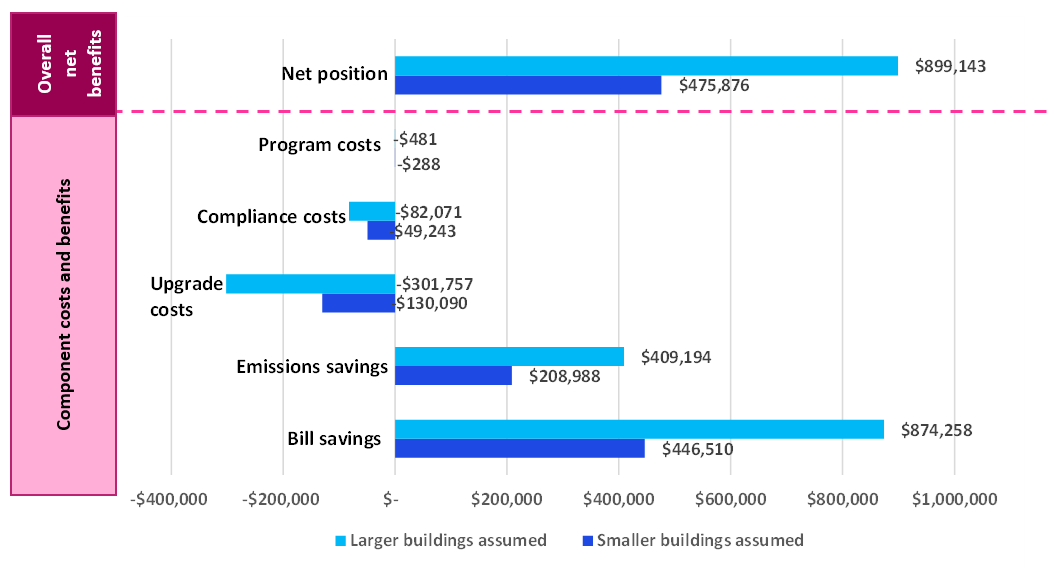 Overall
net
benefits
Net position
$899,143
$475,876
Component costs and benefits
Program costs
-$481
-$288
Compliance costs
-$82,071
-$49,243
Upgrade
costs
-$301,757
-$130,090
Emissions savings
$409,194
$208,988
Bill savings
$874,258
$446,510
-$400,000 -$200,000 $- $200,000 $400,000 $600,000 $800,000 $1,000,000
Larger buildings assumed Smaller buildings assumed